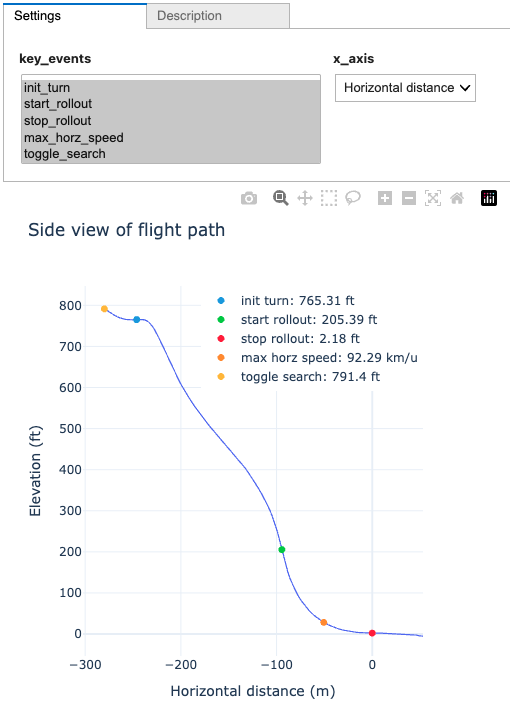 Settings
Description
key_events
x_axis
init_turn
start_rollout
stop_rollout
max_horz_speed
toggle_search
Horizontal distance
Side view of flight path
init turn: 765.31 ft
start rollout: 205.39 ft
stop rollout: 2.18 ft
max horz speed: 92.29 km/u
toggle search: 791.4 ft
Elevation (ft)
800
700
600
500
400
300
200
100
0
−300
−200
−100
0
Horizontal distance (m)